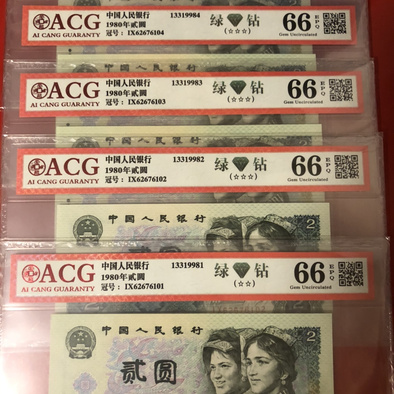 ACG
AI CANG GUARANTY
中国人民银行 13319984
1980年贰圆
冠号：IX62676104
绿 钻
(☆☆☆)
66 EPQ
Gem Uncirculated
ACG
AI CANG GUARANTY
中国人民银行 13319983
1980年贰圆
冠号：IX62676103
绿 钻
(☆☆☆)
66 EPQ
Gem Uncirculated
ACG
AI CANG GUARANTY
中国人民银行 13319982
1980年贰圆
冠号：IX62676102
绿 钻
(☆☆☆)
66 EPQ
Gem Uncirculated
中国人民银行 2
ACG
AI CANG GUARANTY
中国人民银行 13319981
1980年贰圆
冠号：IX62676101
绿 钻
(☆☆)
66 EPQ
Gem Uncirculated
中国人民银行 2
贰圆